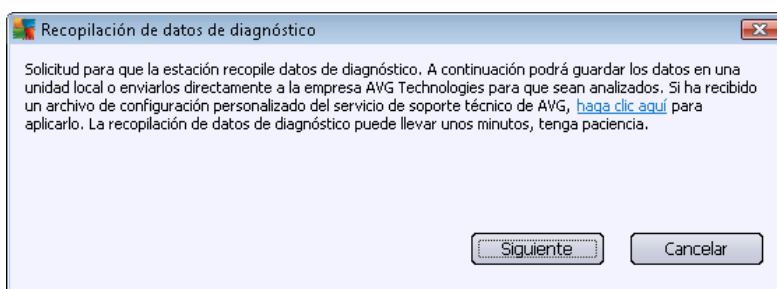 Recopilación de datos de diagnóstico
Solicitud para que la estación recopile datos de diagnóstico. A continuación podrá guardar los datos en una
unidad local o enviarlos directamente a la empresa AVG Technologies para que sean analizados. Si ha recibido
un archivo de configuración personalizado del servicio de soporte técnico de AVG, haga clic aquí para
aplicarlo. La recopilación de datos de diagnóstico puede llevar unos minutos, tenga paciencia.
Siguiente Cancelar